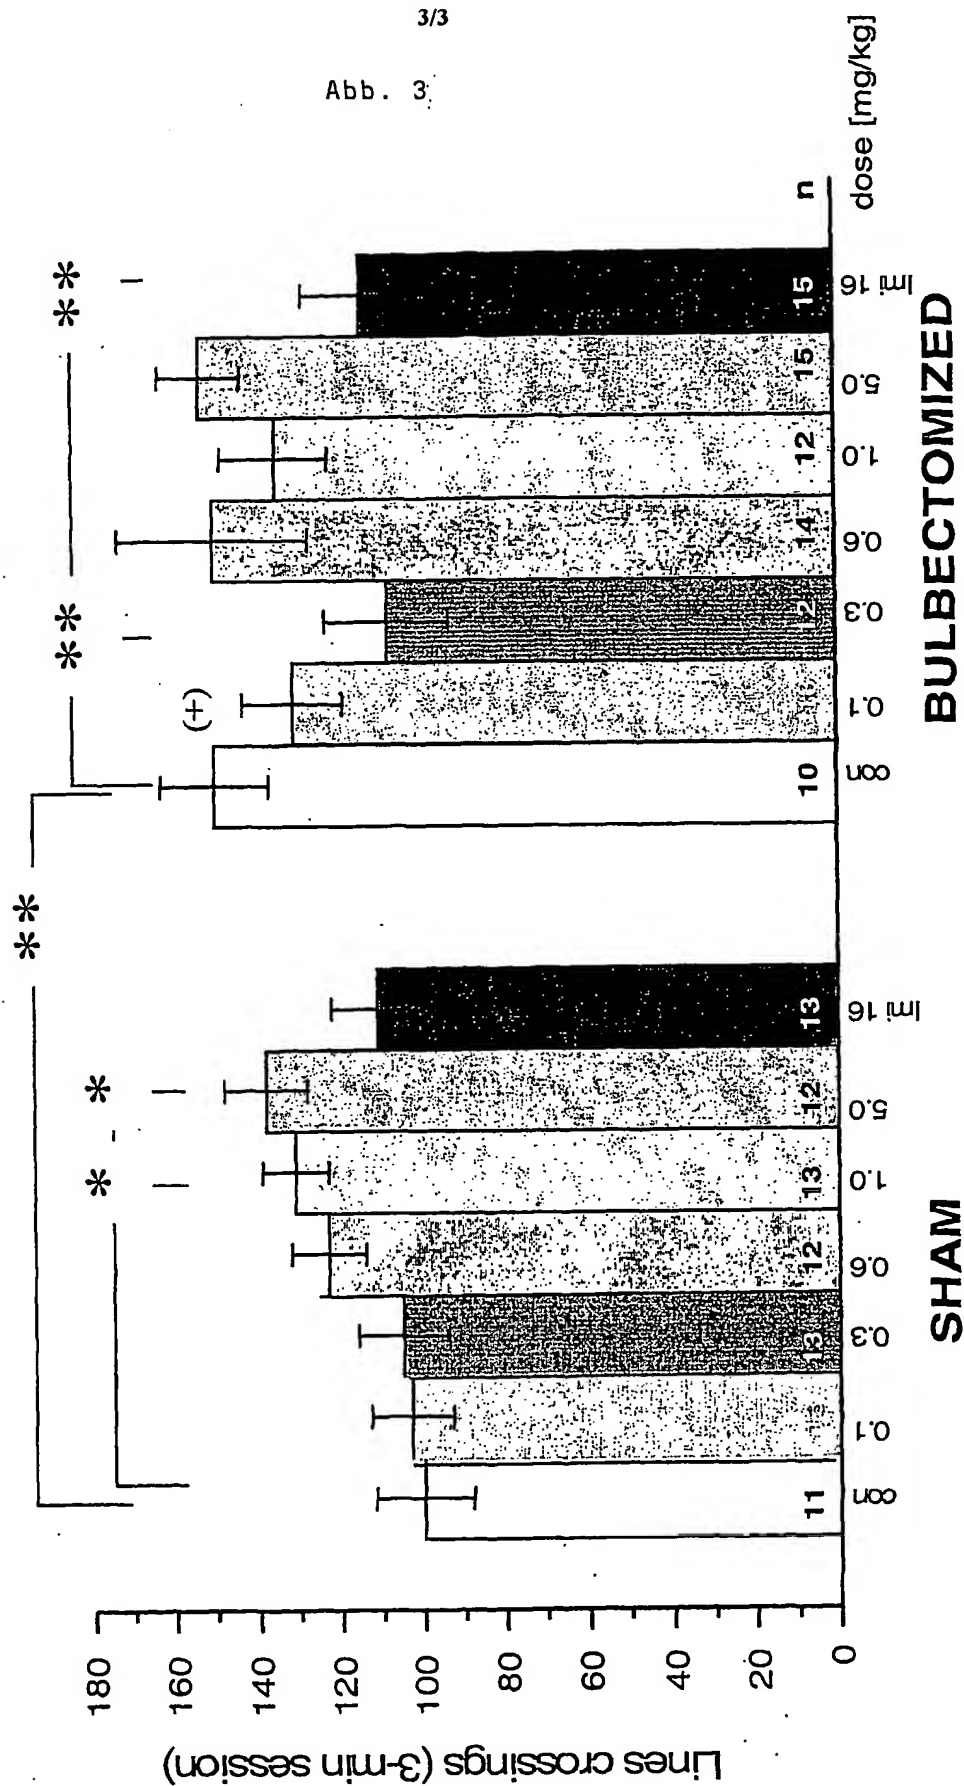 3/3
Abb. 3
Lines crossings (3-min session)
180
160
140
120
100
80
60
40
20
0
** **
**
* - *
(+)
11 13 12 13 12 13
10 12 14 12 15 15 n
con 0.1 0.3 0.6 1.0 5.0 Imi 16
con 0.1 0.3 0.6 1.0 5.0 Imi 16
dose [mg/kg]
SHAM
BULBECTOMIZED